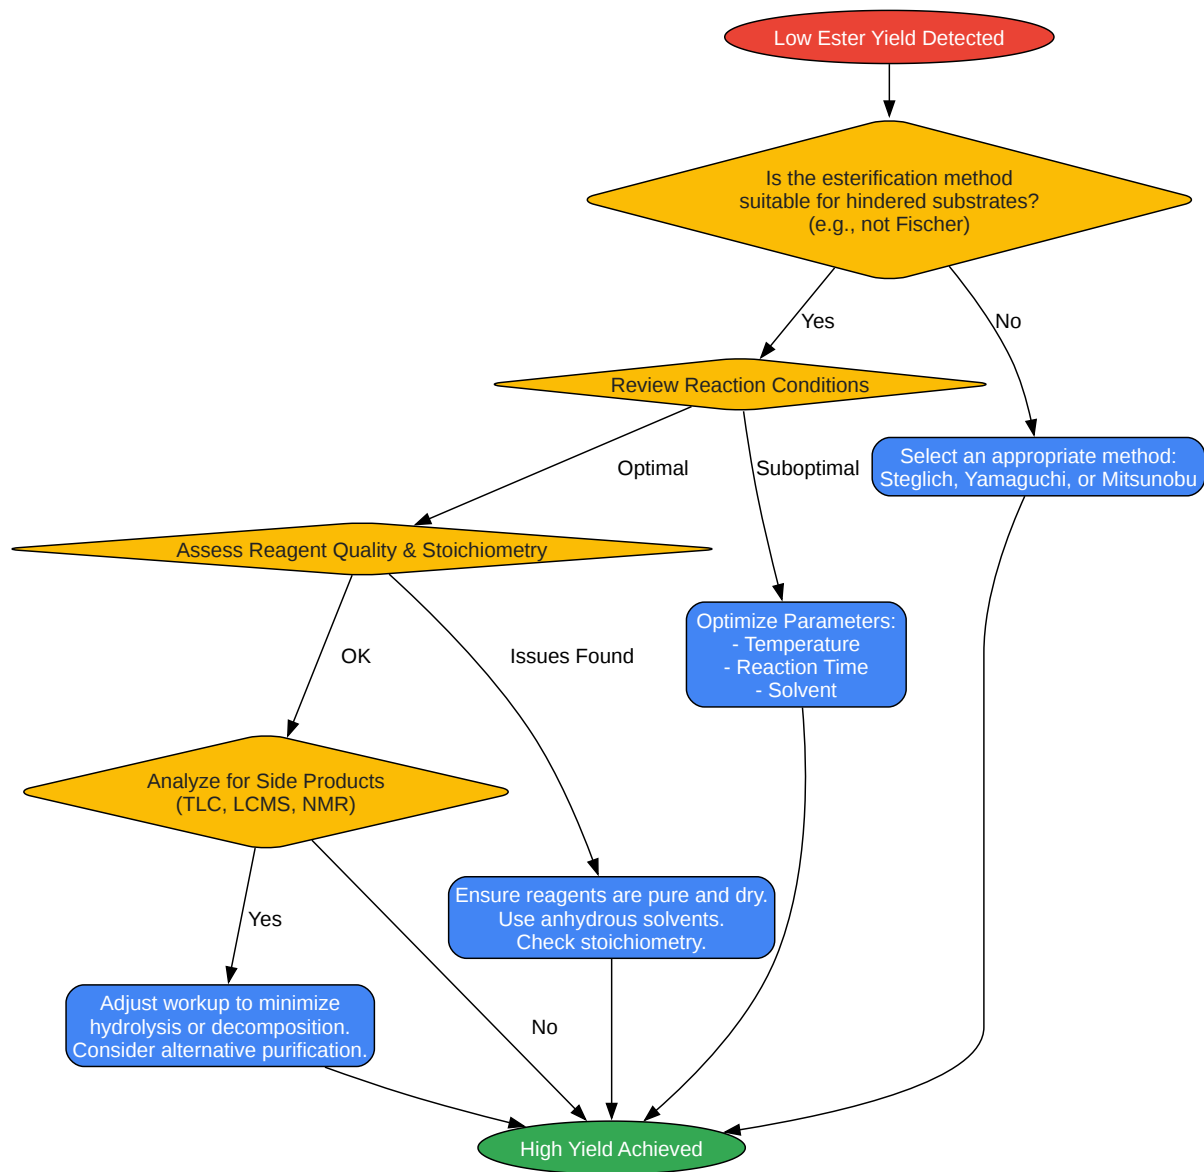 Low Ester Yield Detected
Is the esterification method
suitable for hindered substrates?
(e.g., not Fischer)
Yes
No
Review Reaction Conditions
Optimal
Suboptimal
Select an appropriate method:
Steglich, Yamaguchi, or Mitsunobu
Assess Reagent Quality & Stoichiometry
OK
Issues Found
Optimize Parameters:
- Temperature
- Reaction Time
- Solvent
Analyze for Side Products
(TLC, LCMS, NMR)
Yes
No
Ensure reagents are pure and dry.
Use anhydrous solvents.
Check stoichiometry.
Adjust workup to minimize
hydrolysis or decomposition.
Consider alternative purification.
High Yield Achieved